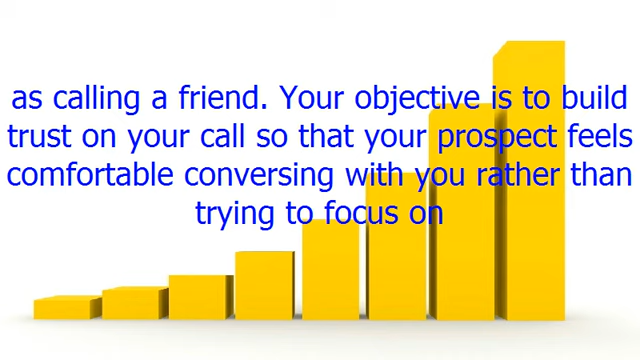 as calling a friend. Your objective is to build
trust on your call so that your prospect feels
comfortable conversing with you rather than
trying to focus on